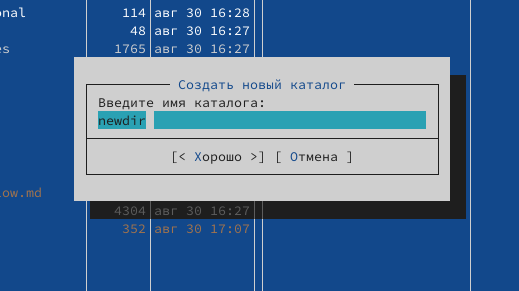 onal 114 авг 30 16:28
48 авг 30 16:27
es 1765 авг 30 16:27
Создать новый каталог
Введите имя каталога:
newdir
[< Хорошо >] [ Отмена ]
low.md
4304 авг 30 16:27
352 авг 30 17:07